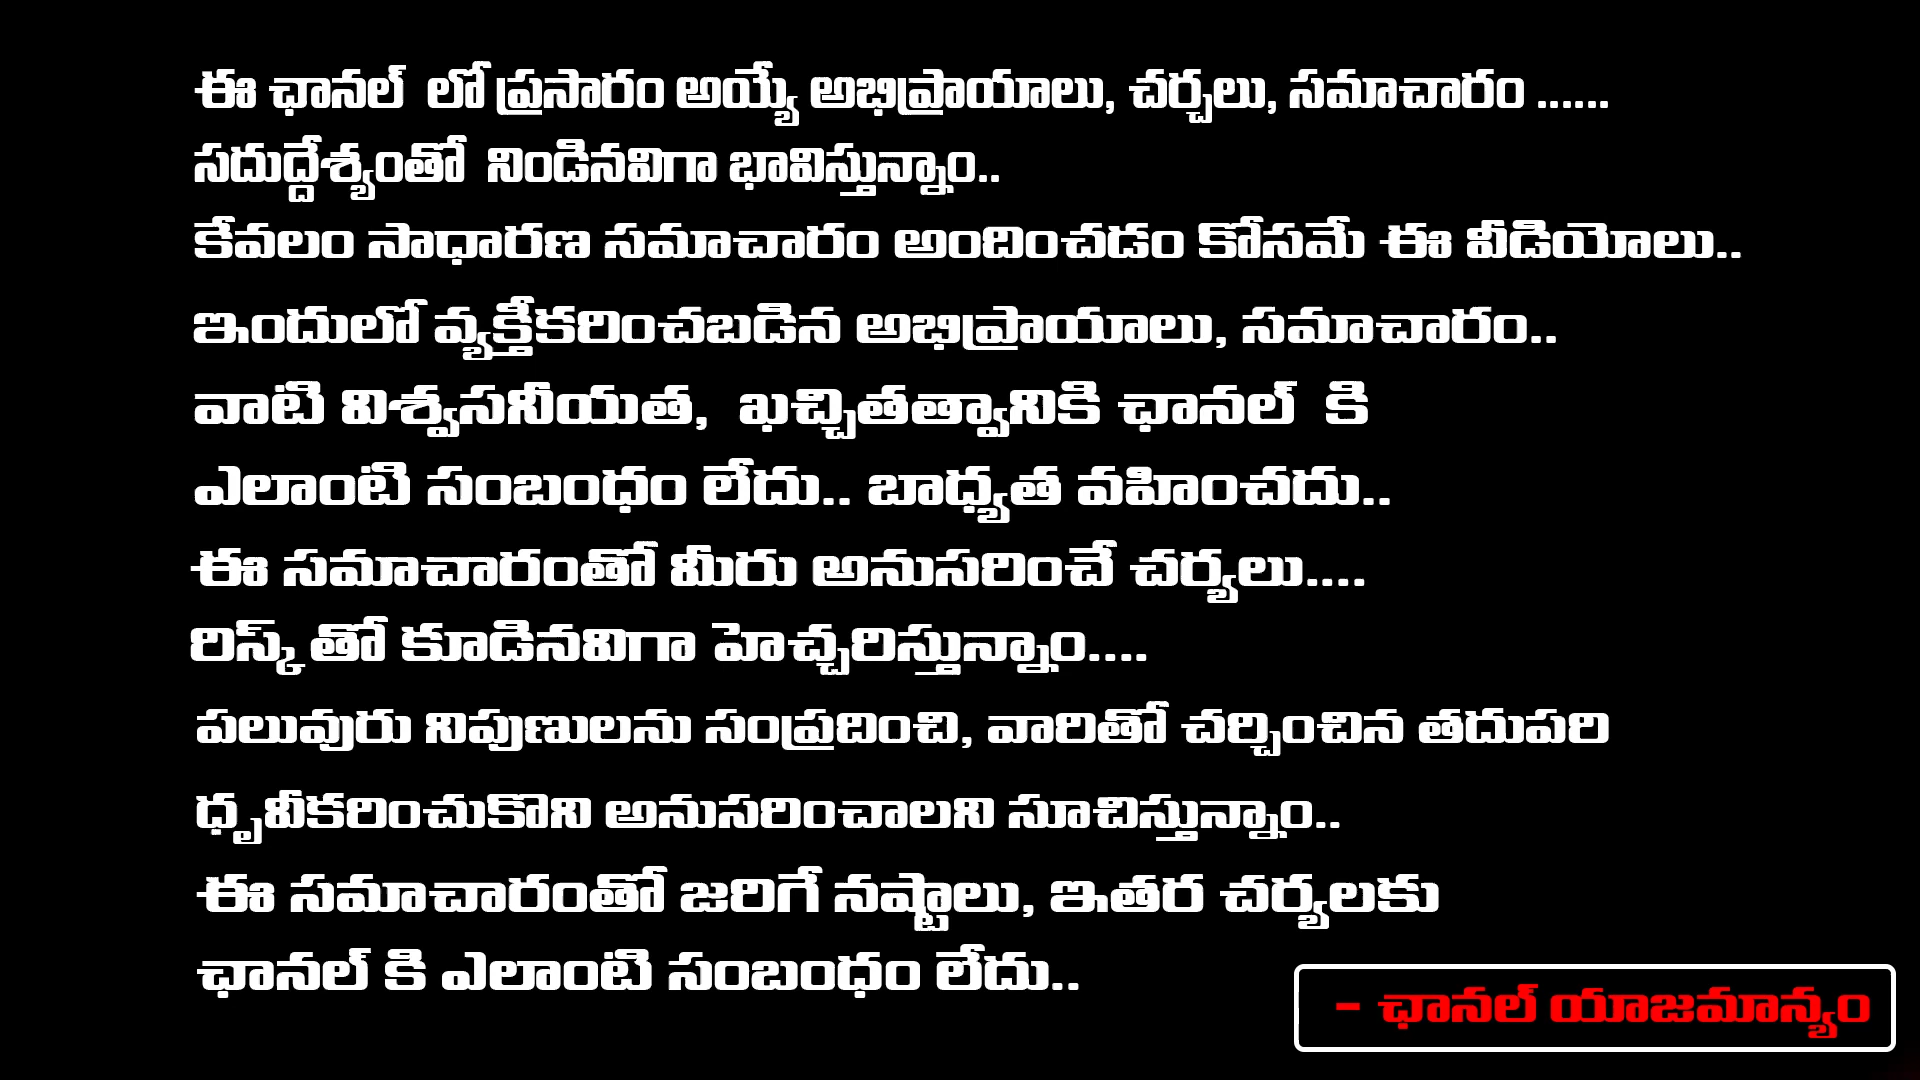 ఈ ఛానల్ లో ప్రసారం అయ్యే అభిప్రాయాలు, చర్చలు, సమాచారం ......
సదుద్దేశ్యంతో నిండినవిగా భావిస్తున్నాం..
కేవలం సాధారణ సమాచారం అందించడం కోసమే ఈ వీడియోలు..
ఇందులో వ్యక్తీకరించబడిన అభిప్రాయాలు, సమాచారం..
వాటి విశ్వసనీయత, ఖచ్చితత్వానికి ఛానల్ కి
ఎలాంటి సంబంధం లేదు.. బాధ్యత వహించదు..
ఈ సమాచారంతో మీరు అనుసరించే చర్యలు....
రిస్క్ తో కూడినవిగా హెచ్చరిస్తున్నాం....
పలువురు నిపుణులను సంప్రదించి, వారితో చర్చించిన తదుపరి
ధృవీకరించుకొని అనుసరించాలని సూచిస్తున్నాం..
ఈ సమాచారంతో జరిగే నష్టాలు, ఇతర చర్యలకు
ఛానల్ కి ఎలాంటి సంబంధం లేదు..
- ఛానల్ యాజమాన్యం